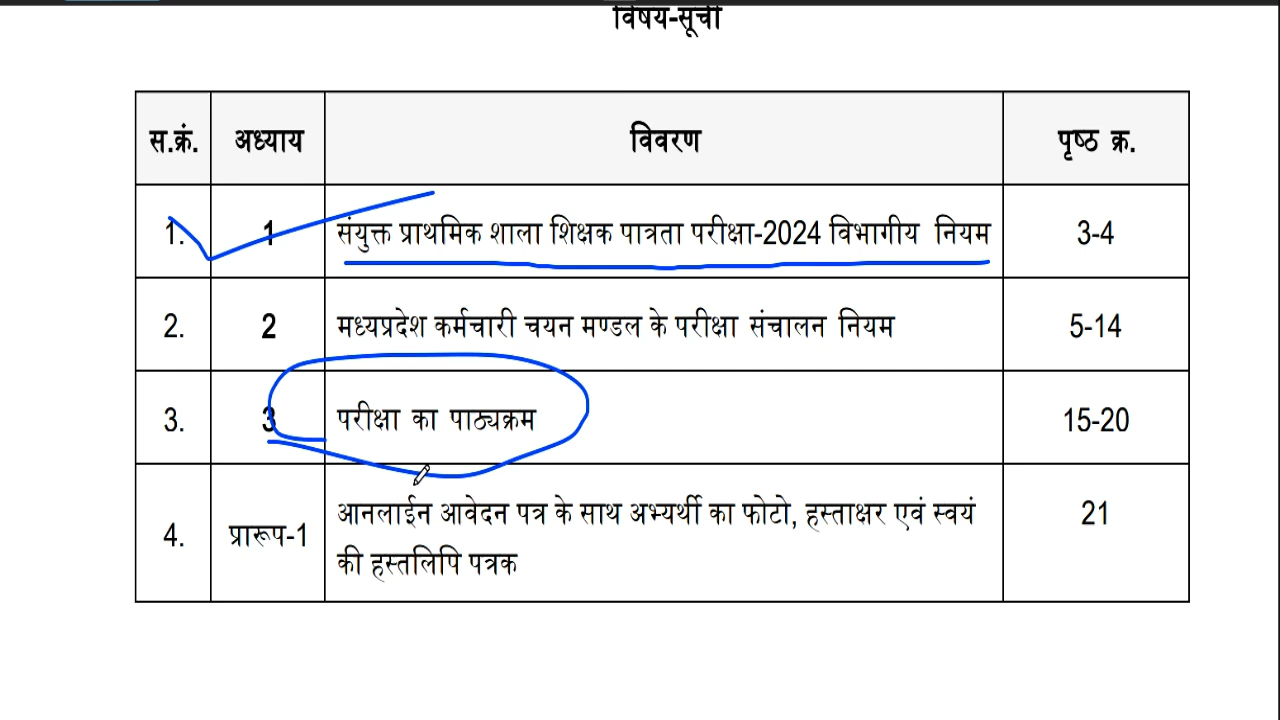 विषय-सूची
स.क्रं. अध्याय विवरण पृष्ठ क्र.
1. 1 संयुक्त प्राथमिक शाला शिक्षक पात्रता परीक्षा-2024 विभागीय नियम 3-4
2. 2 मध्यप्रदेश कर्मचारी चयन मण्डल के परीक्षा संचालन नियम 5-14
3. 3 परीक्षा का पाठ्यक्रम 15-20
4. प्रारूप-1 आनलाईन आवेदन पत्र के साथ अभ्यर्थी का फोटो, हस्ताक्षर एवं स्वयं 21
की हस्तलिपि पत्रक